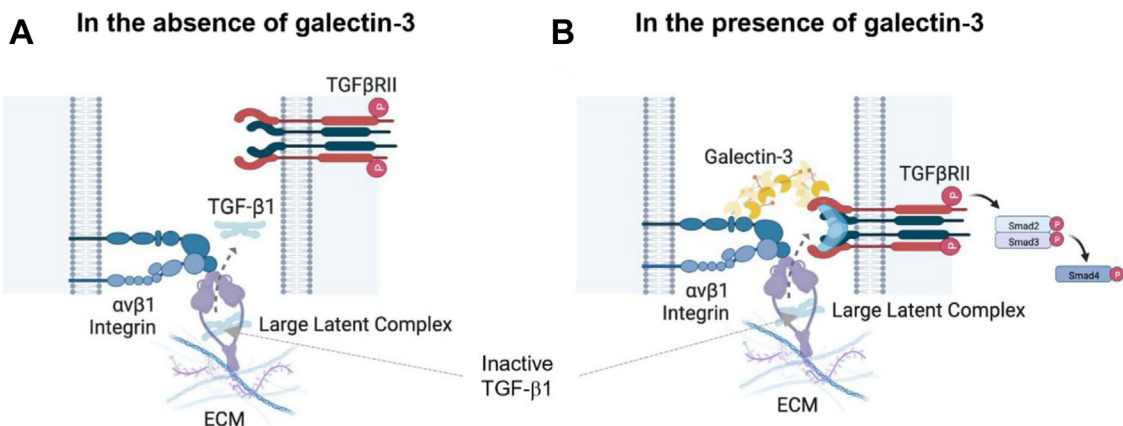 A
In the absence of galectin-3
TGFβRII
P
P
TGF-β1
αvβ1
Integrin
Large Latent Complex
ECM
Inactive
TGF-β1
B
In the presence of galectin-3
Galectin-3
TGFβRII
P
P
Smad2
P
Smad3
P
Smad4
P
αvβ1
Integrin
Large Latent Complex
ECM